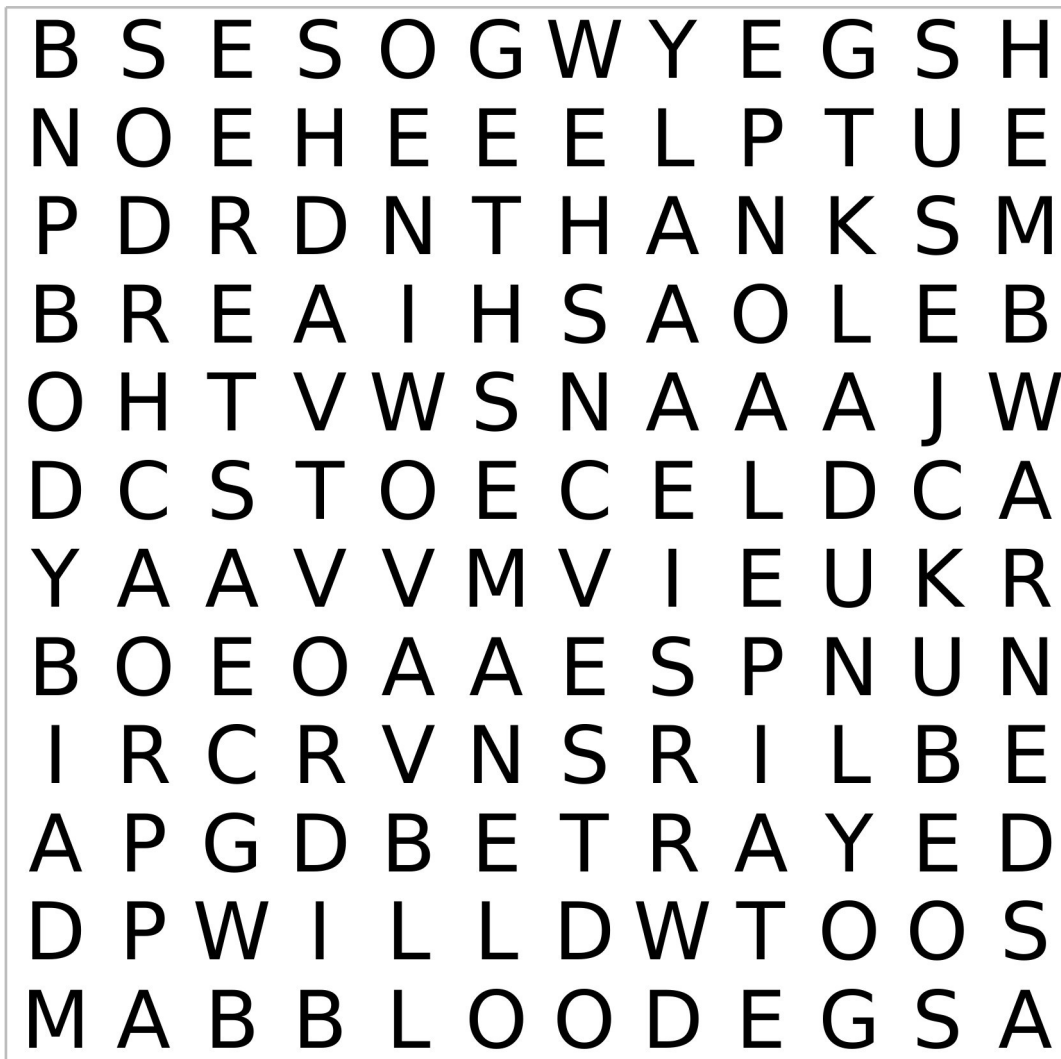 B S E S O G W Y E G S H
N O E H E E E L P T U E
P D R D N T H A N K S M
B R E A I H S A O L E B
O H T V W S N A A A J W
D C S T O E C E L D C A
Y A A V V M V I E U K R
B O E O A A E S P N U N
I R C R V N S R I L B E
A P G D B E T R A Y E D
D P W I L L D W T O O S
M A B B L O O D E G S A